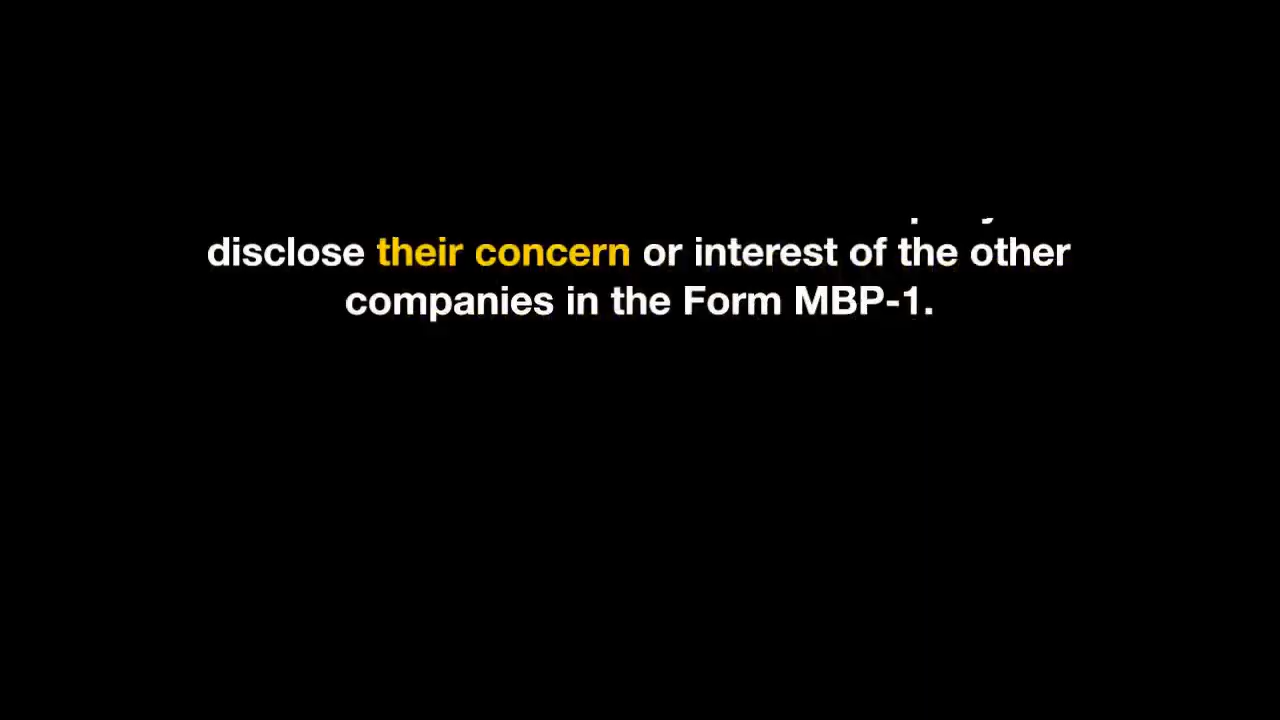 disclose their concern or interest of the other
companies in the Form MBP-1.